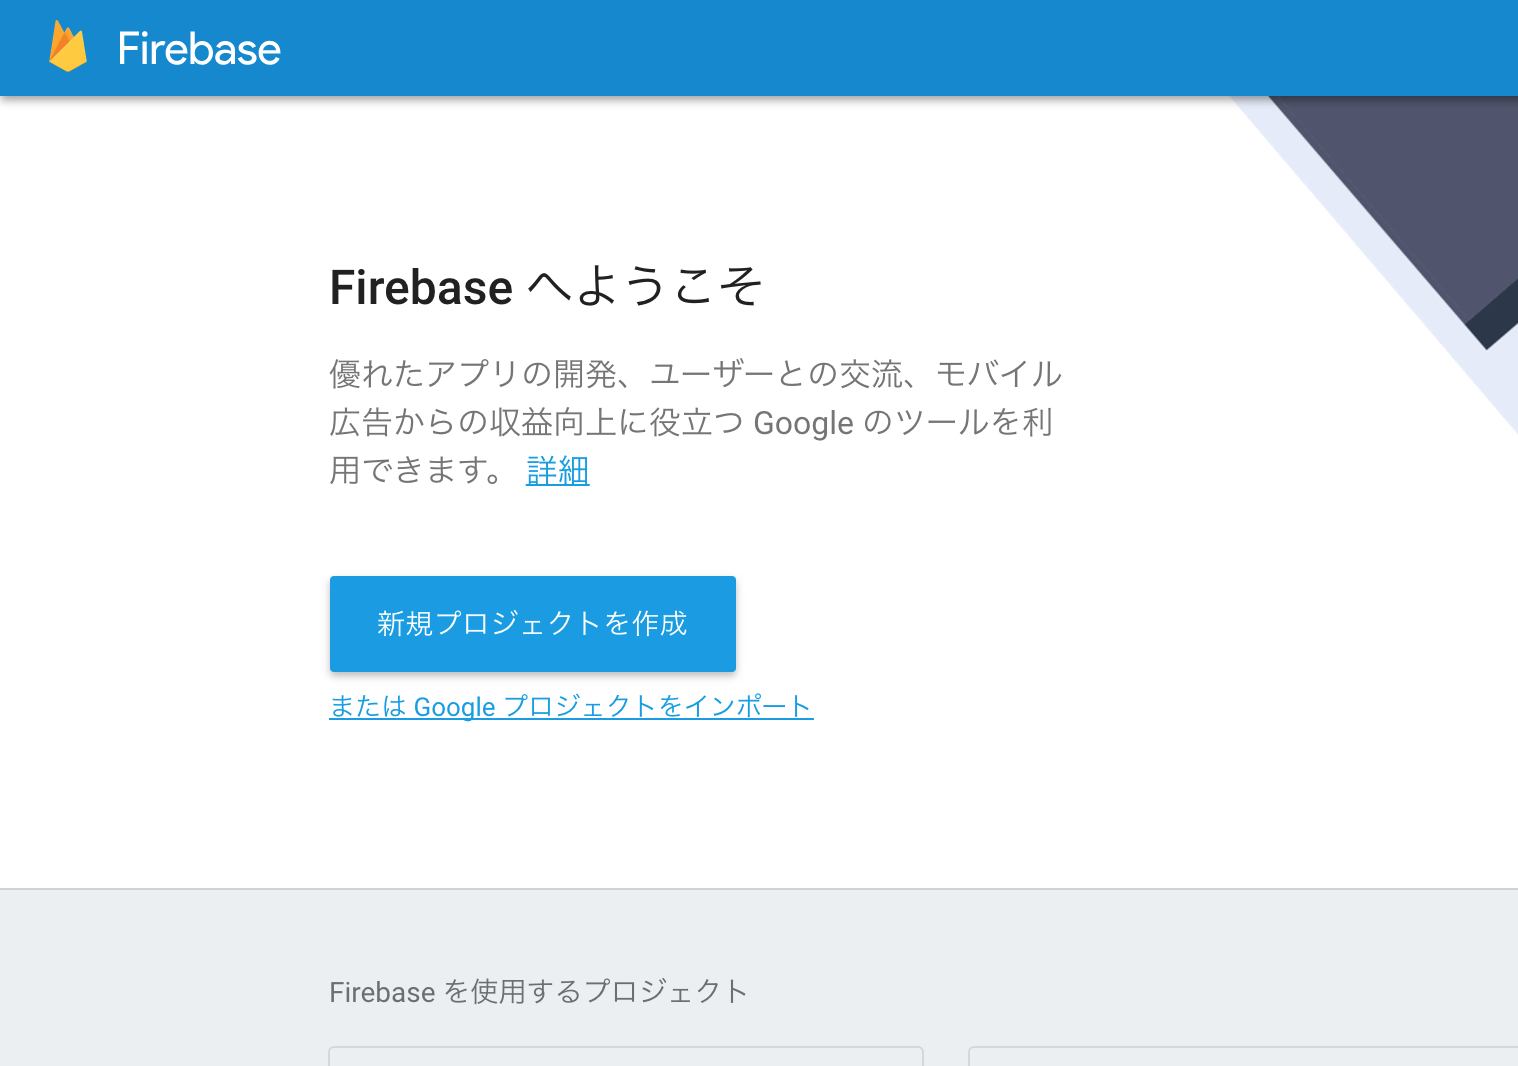 Firebase
Firebase へようこそ
優れたアプリの開発、ユーザーとの交流、モバイル
広告からの収益向上に役立つ Google のツールを利
用できます。 詳細
新規プロジェクトを作成
または Google プロジェクトをインポート
Firebase を使用するプロジェクト